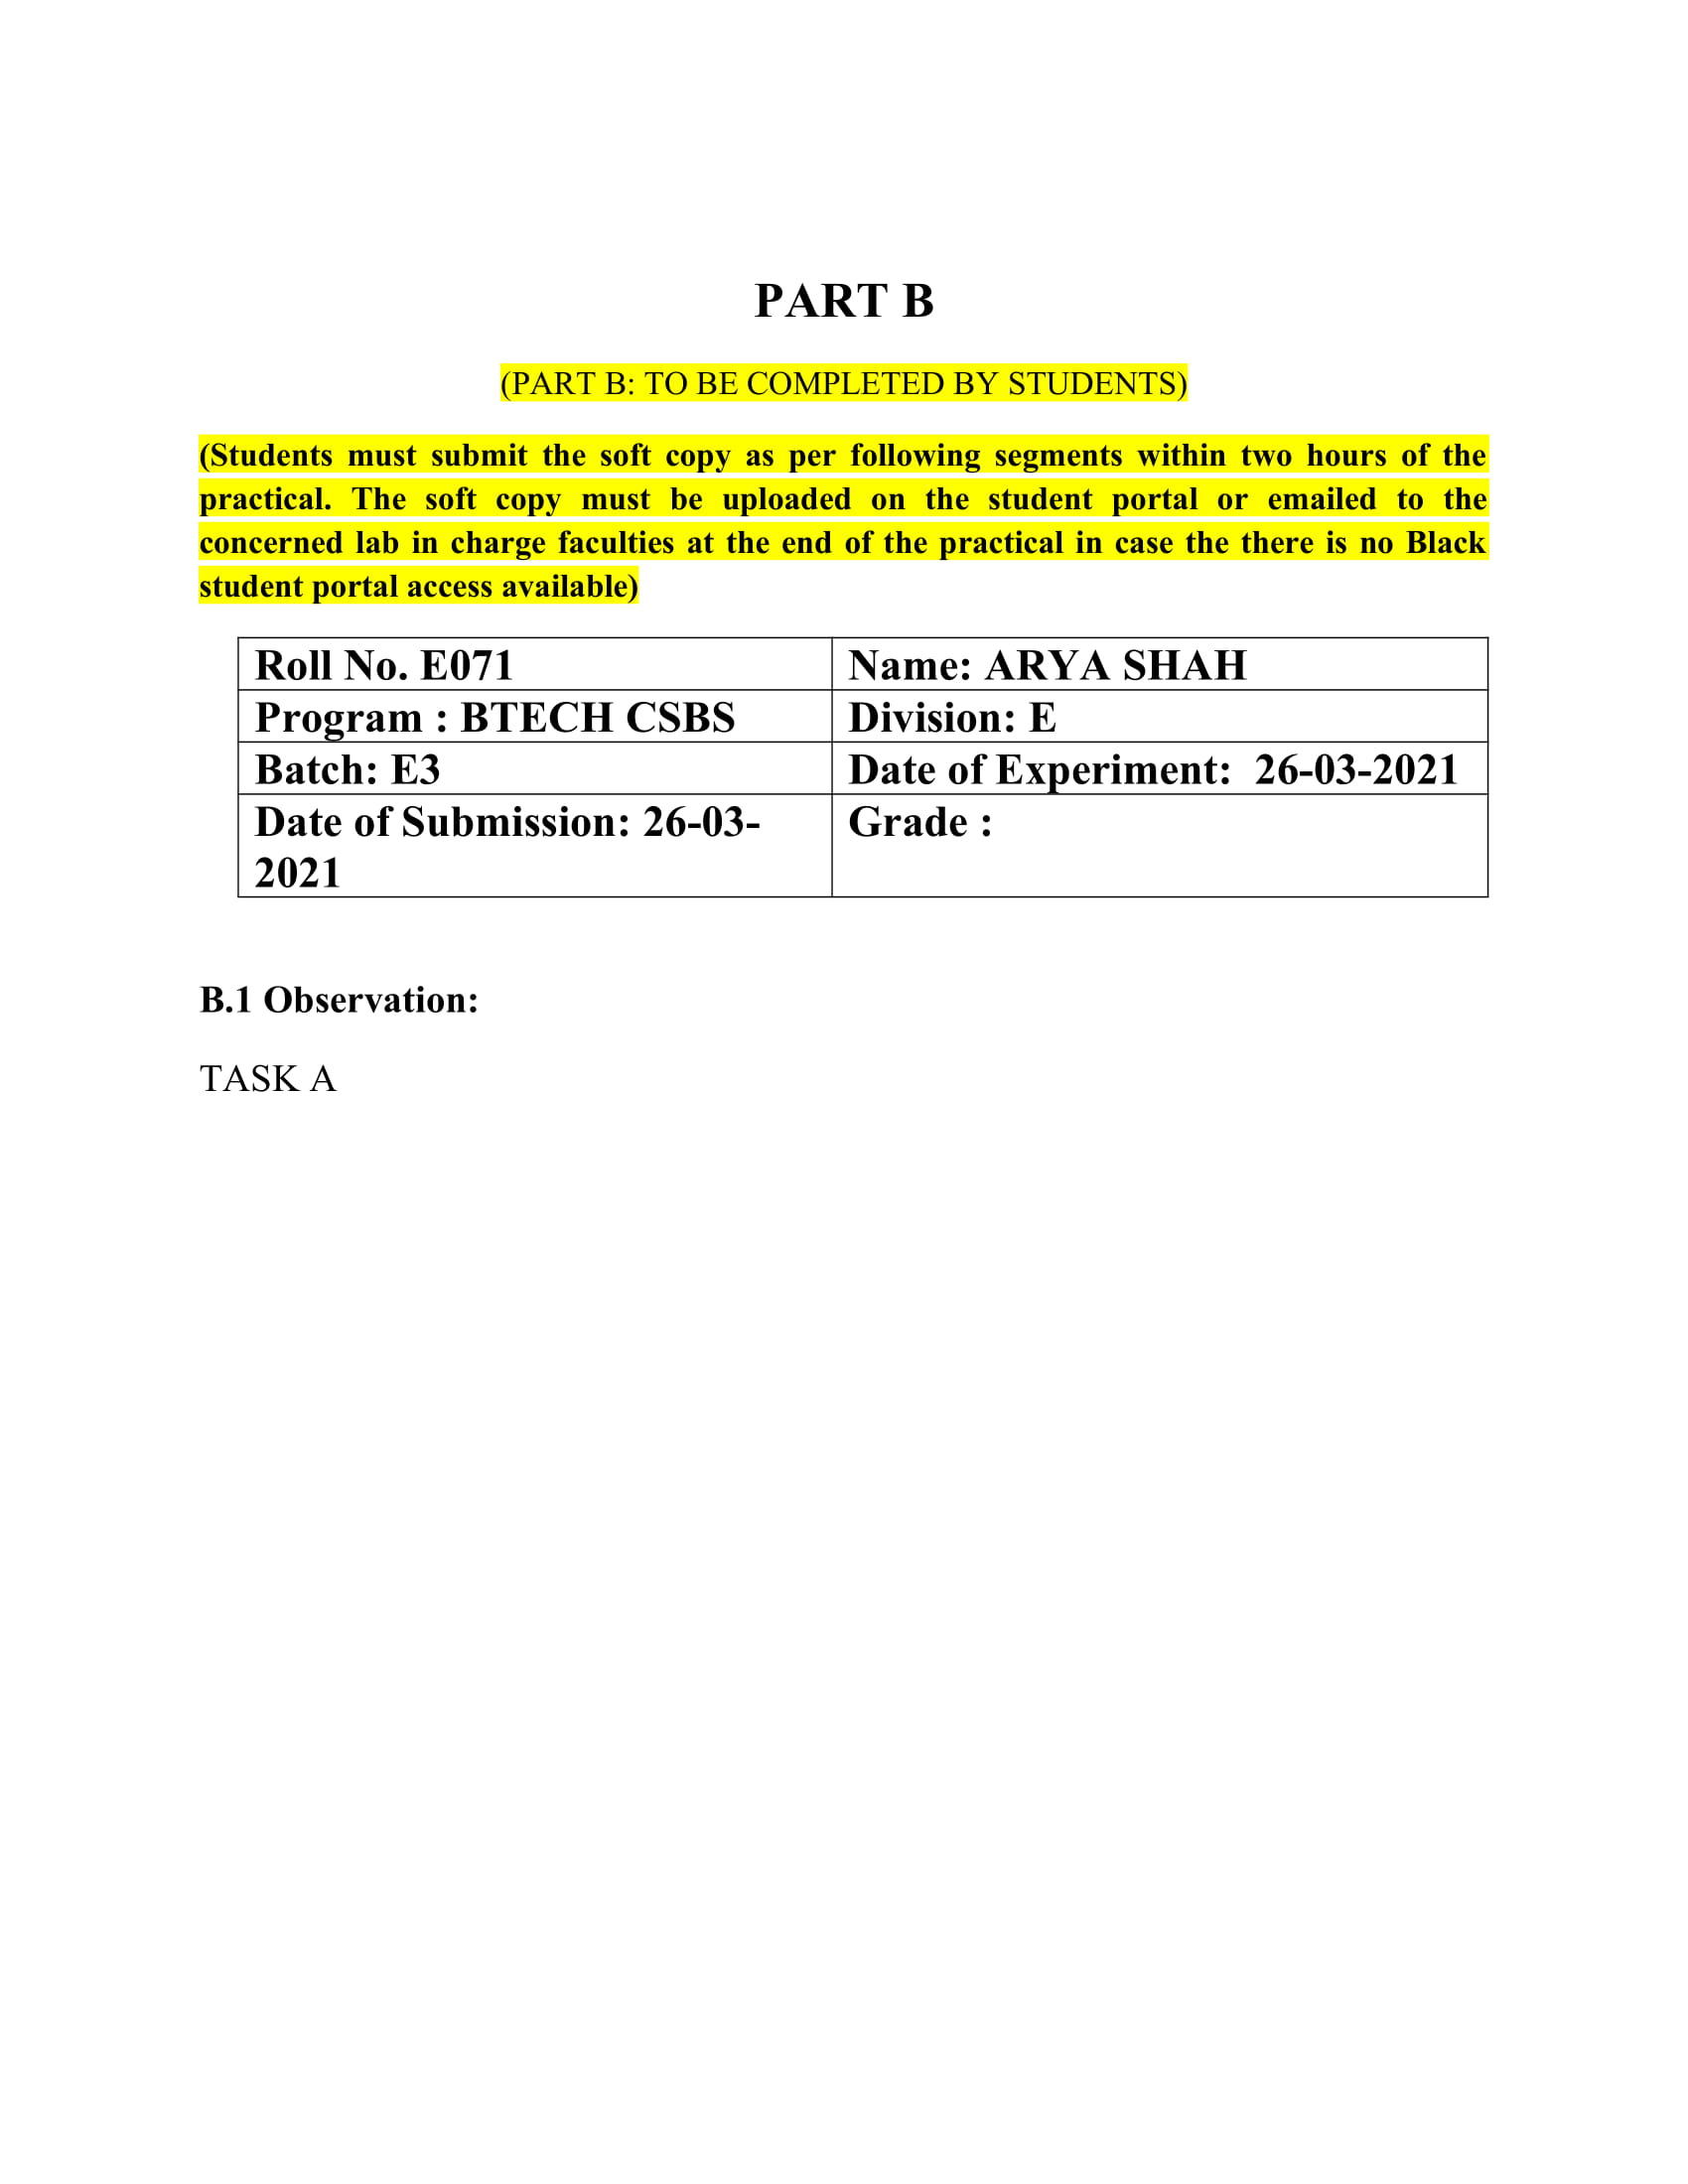 PART B
(PART B: TO BE COMPLETED BY STUDENTS)
(Students must submit the soft copy as per following segments within two hours of the
practical. The soft copy must be uploaded on the student portal or emailed to the
concerned lab in charge faculties at the end of the practical in case the there is no Black
student portal access available)
Roll No. E071 Name: ARYA SHAH
Program : BTECH CSBS Division: E
Batch: E3 Date of Experiment: 26-03-2021
Date of Submission: 26-03- Grade :
2021
B.1 Observation:
TASK A